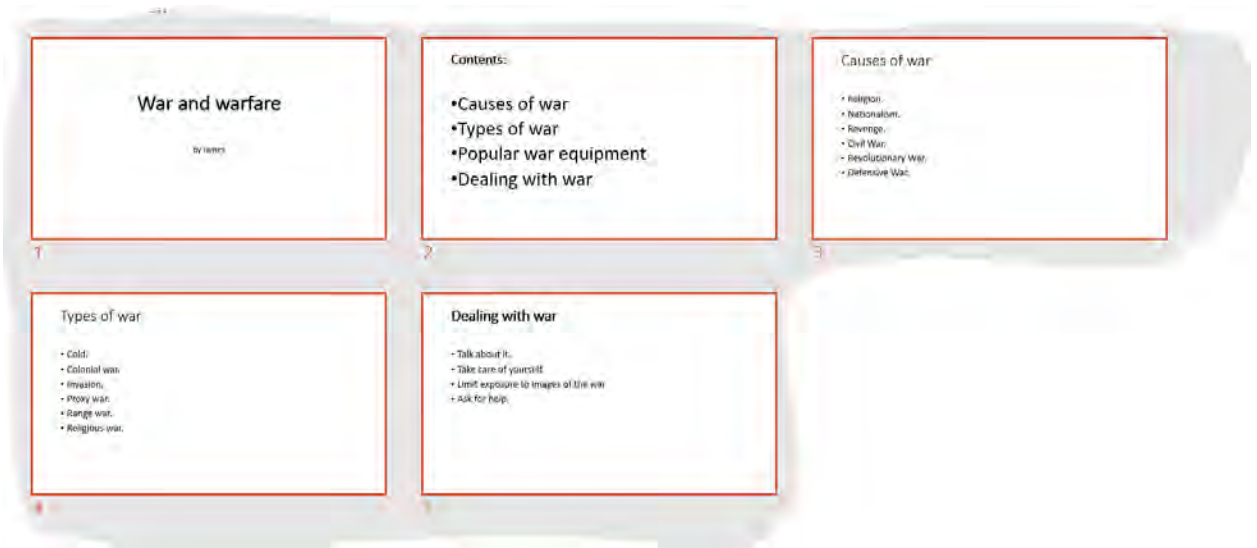 War and warfare
by James
1
Contents:
•Causes of war
•Types of war
•Popular war equipment
•Dealing with war
2
Causes of war
• Religion.
• Nationalism.
• Revenge.
• Civil War.
• Revolutionary War.
• Defensive War.
3
Types of war
• Cold.
• Colonial war.
• Invasion.
• Proxy war.
• Range war.
• Religious war.
4
Dealing with war
• Talk about it.
• Take care of yourself
• Limit exposure to images of the war
• Ask for help.